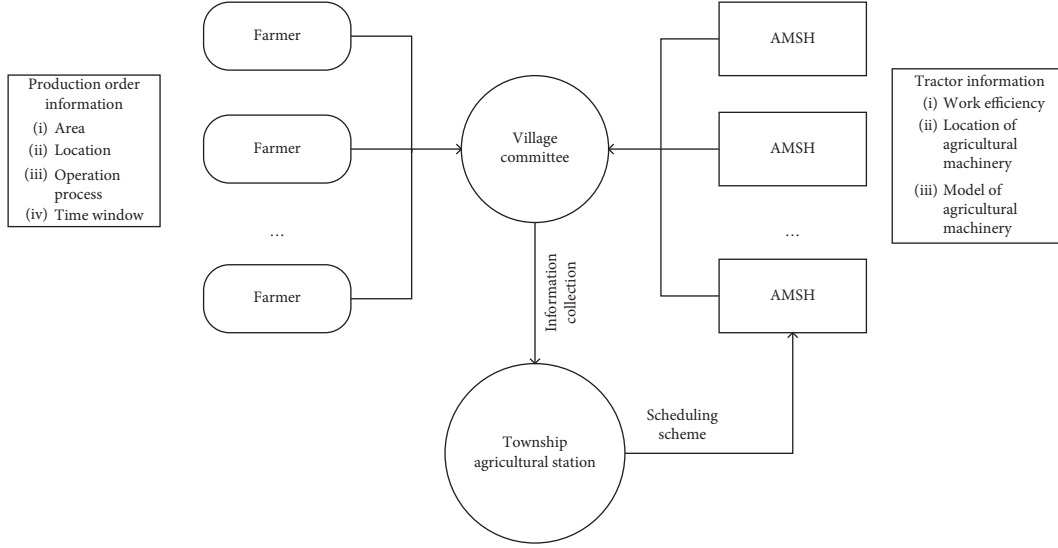 Production order
information
(i) Area
(ii) Location
(iii) Operation
process
(iv) Time window
Farmer
Farmer
...
Farmer
Village
committee
Information
collection
Township
agricultural station
Scheduling
scheme
AMSH
AMSH
...
AMSH
Tractor information
(i) Work efficiency
(ii) Location of
agricultural
machinery
(iii) Model of
agricultural
machinery